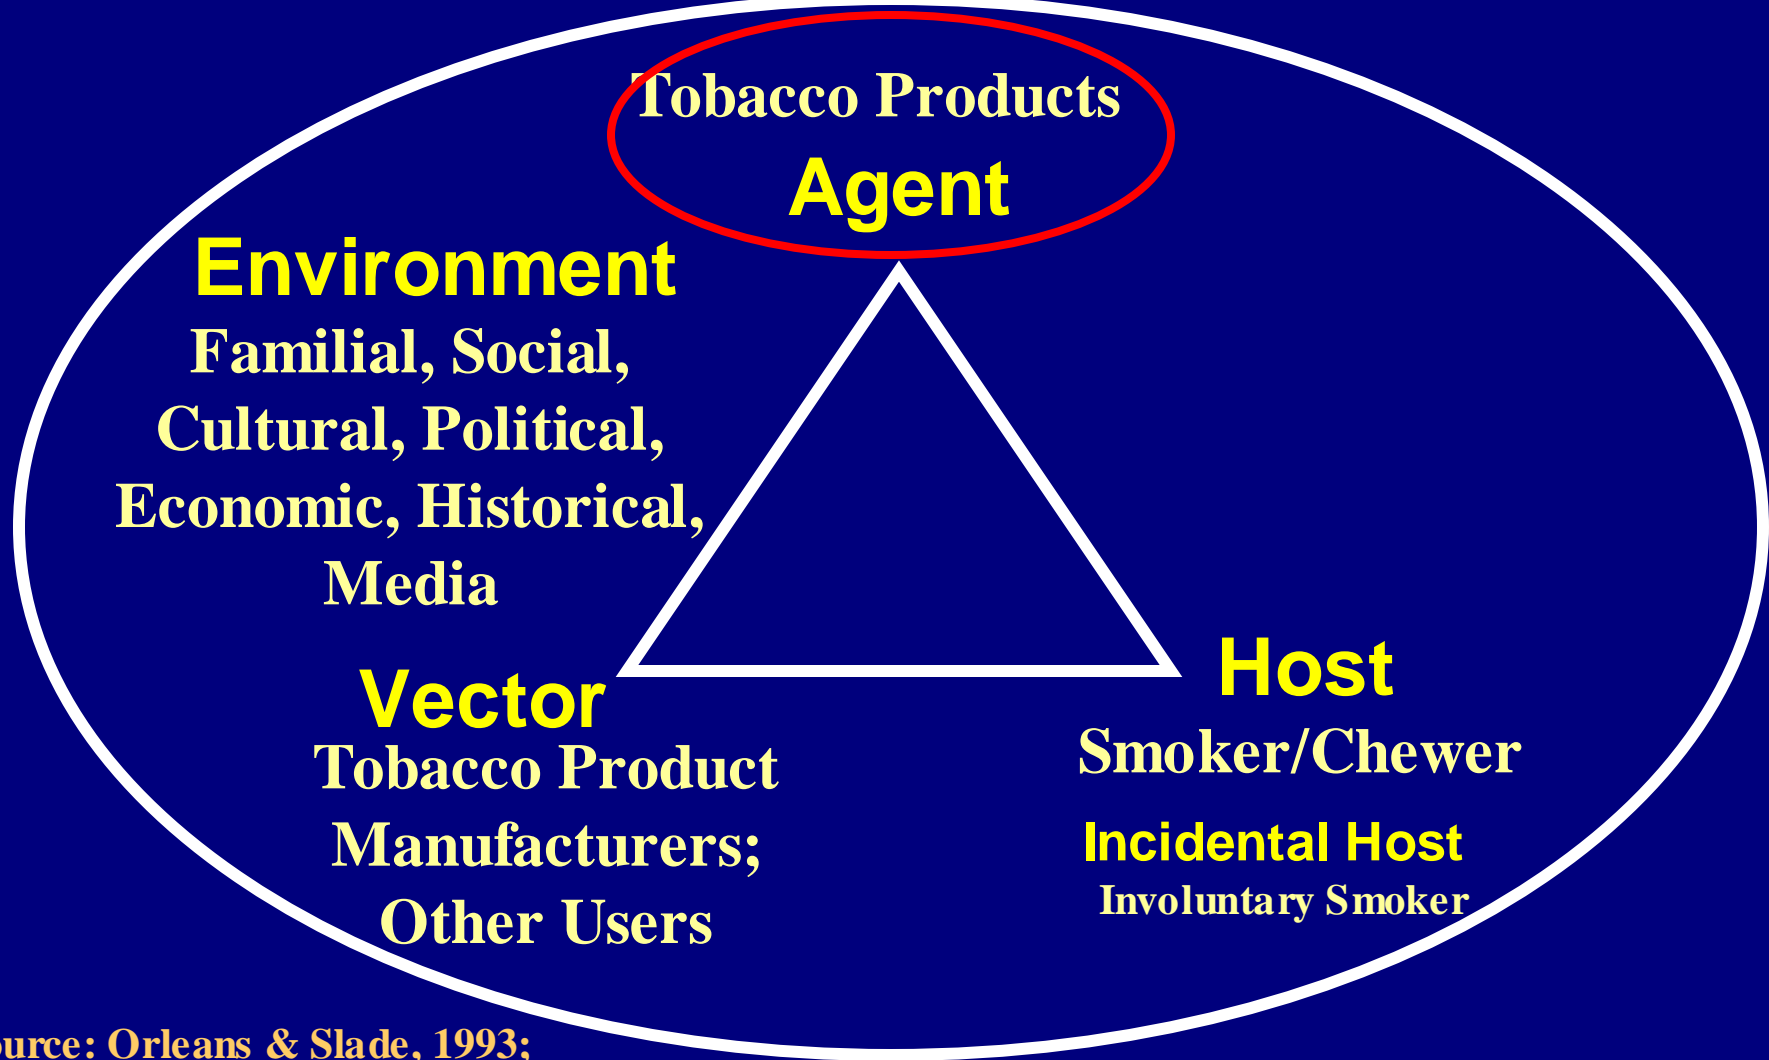 Tobacco Products
Agent
Environment
Familial, Social,
Cultural, Political,
Economic, Historical,
Media
Vector
Tobacco Product
Manufacturers;
Other Users
Host
Smoker/Chewer
Incidental Host
Involuntary Smoker
Orleans & Slade, 1993;